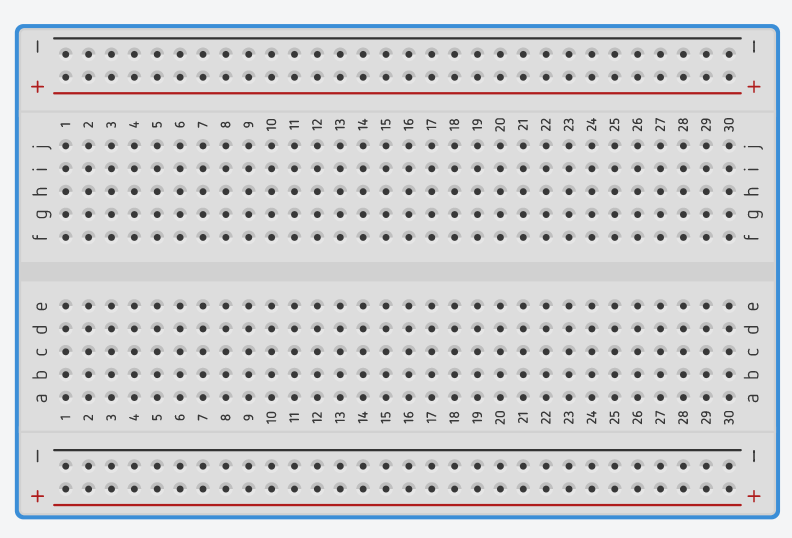 – –
+ +
1 2 3 4 5 6 7 8 9 10 11 12 13 14 15 16 17 18 19 20 21 22 23 24 25 26 27 28 29 30
j j
i i
h h
g g
f f
e e
d d
c c
b b
a a
1 2 3 4 5 6 7 8 9 10 11 12 13 14 15 16 17 18 19 20 21 22 23 24 25 26 27 28 29 30
– –
+ +